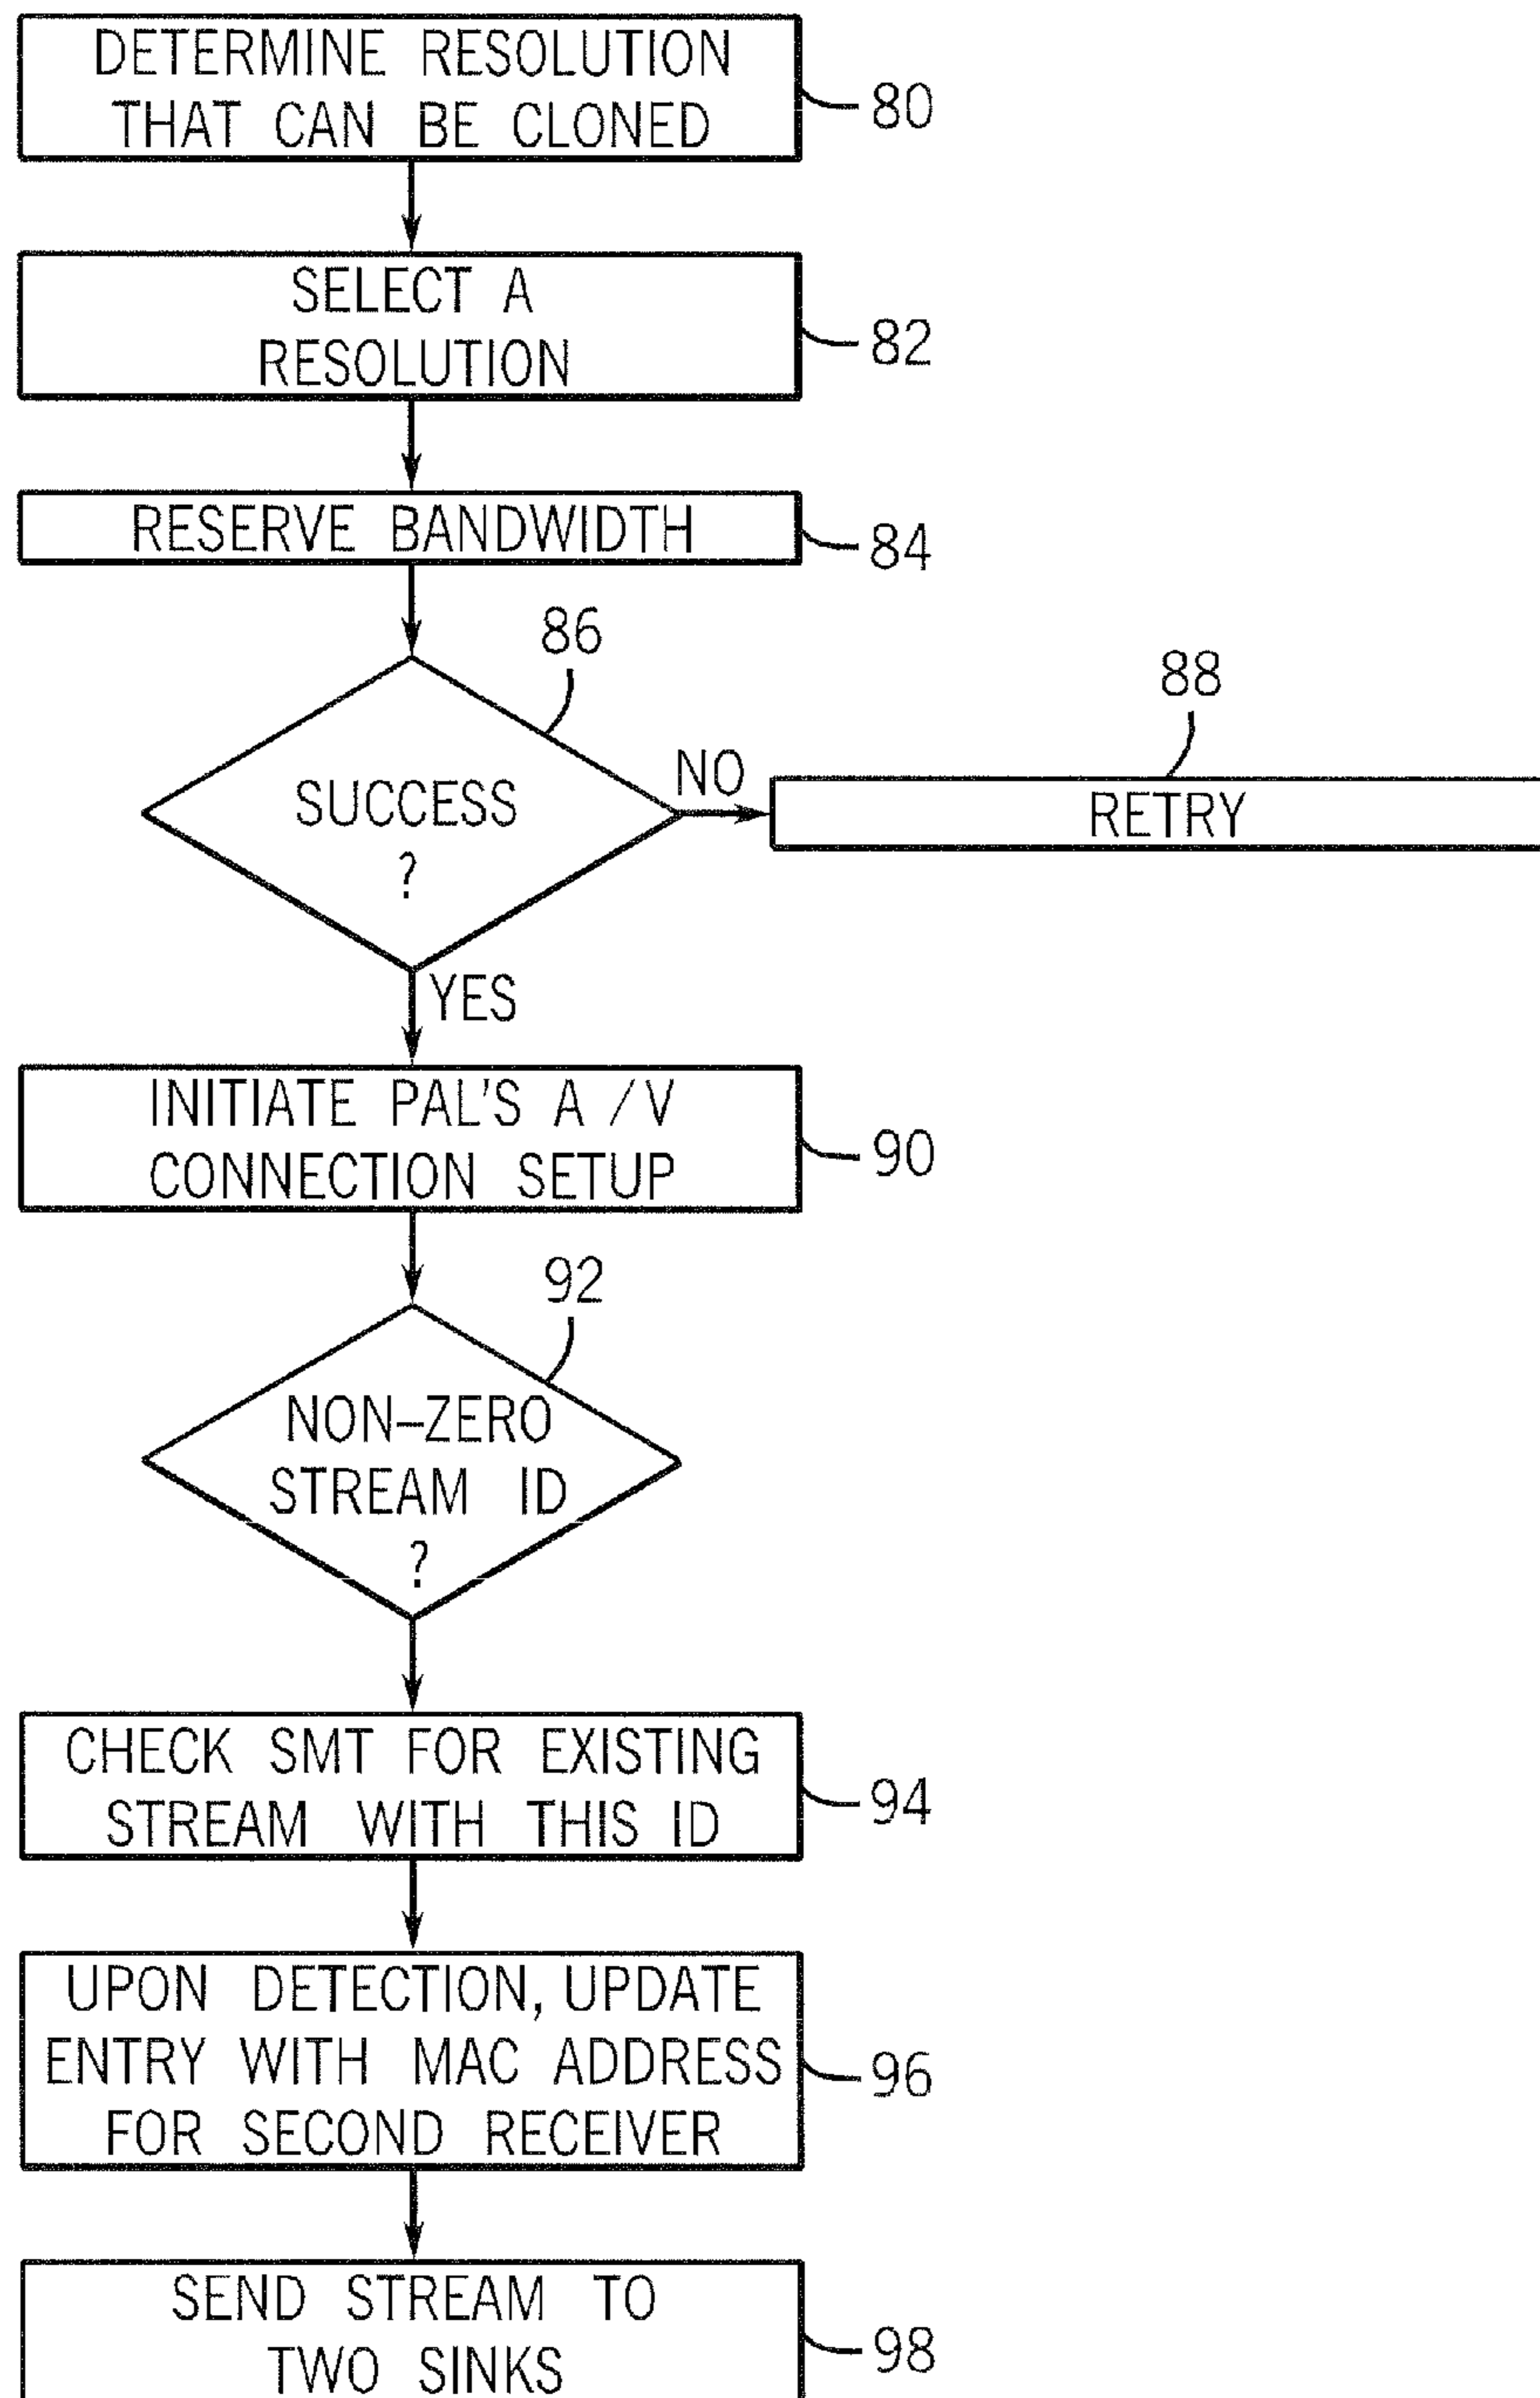 DETERMINE RESOLUTION
THAT CAN BE CLONED
80
SELECT A
RESOLUTION
82
RESERVE BANDWIDTH
84
86
SUCCESS
?
NO
88
RETRY
YES
INITIATE PAL'S A/V
CONNECTION SETUP
90
92
NON-ZERO
STREAM ID
?
CHECK SMT FOR EXISTING
STREAM WITH THIS ID
94
UPON DETECTION, UPDATE
ENTRY WITH MAC ADDRESS
FOR SECOND RECEIVER
96
SEND STREAM TO
TWO SINKS
98